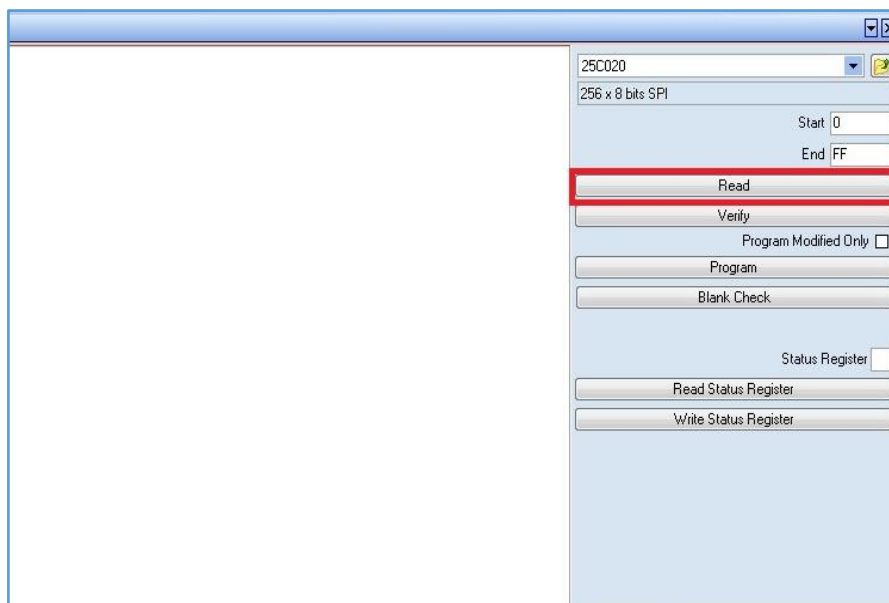 25C020
256 x 8 bits SPI
Start 0
End FF
Read
Verify
Program Modified Only
Program
Blank Check
Status Register
Read Status Register
Write Status Register